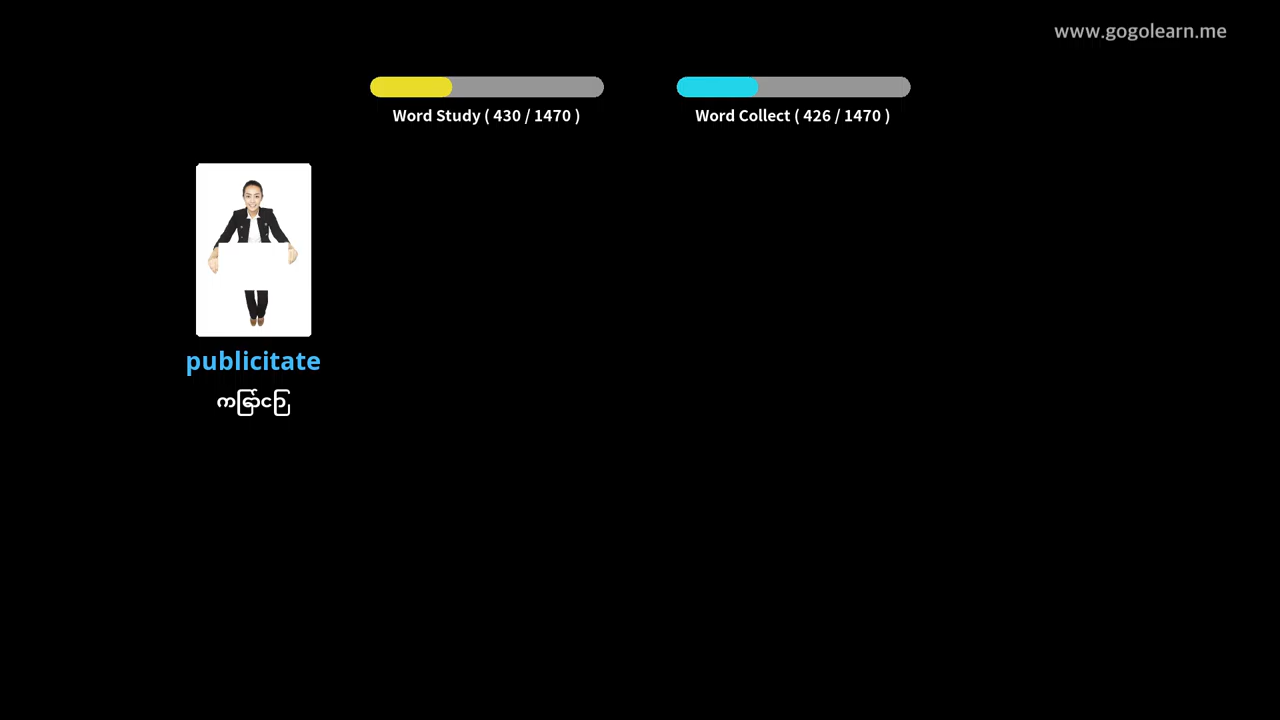 www.gogolearn.me
Word Study ( 430 / 1470 )
Word Collect ( 426 / 1470 )
publicitate
ကြော်ငြာ